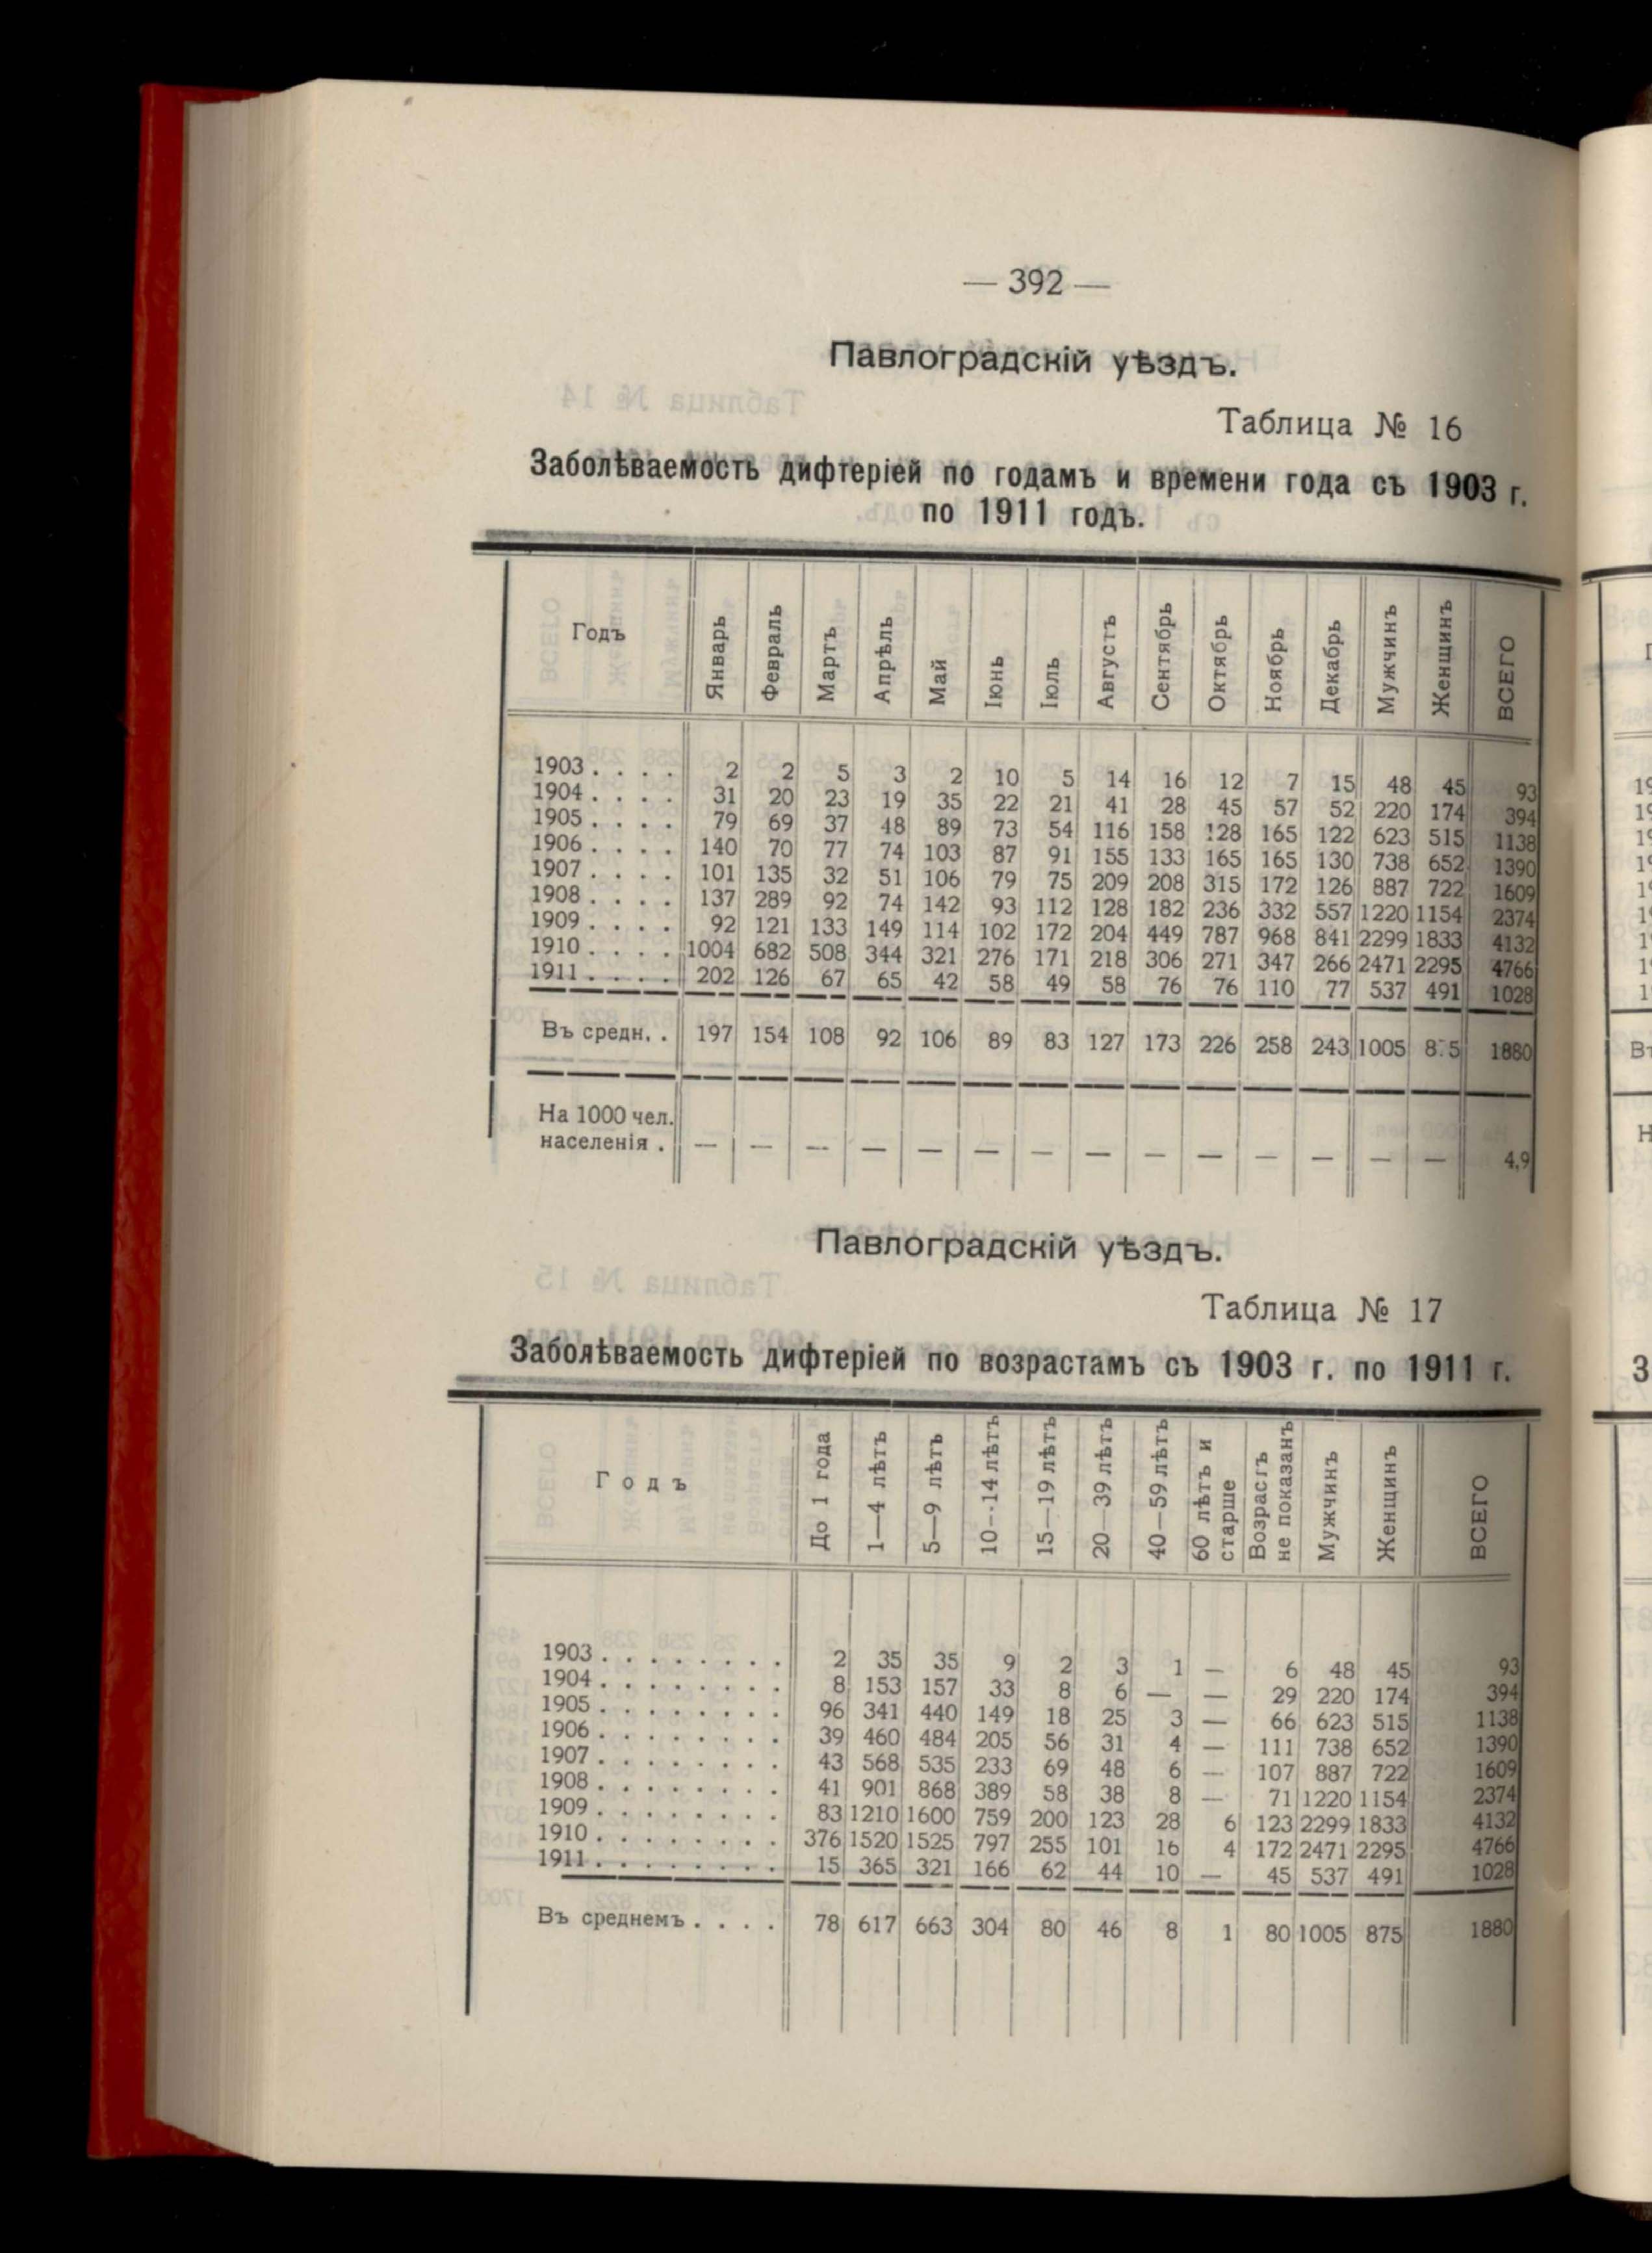 — 392 —
Павлоградскій уѣздъ.
Таблица № 16
Заболѣваемость дифтеріей по годамъ и времени года съ 1903 г.
по 1911 годъ.
Годъ Январь Февраль Мартъ Апрѣль Май Іюнь Іюль Августъ Сентябрь Октябрь Ноябрь Декабрь Мужчинъ Женщинъ ВСЕГО
1903 . . . . 2 2 5 3 2 10 5 14 16 12 7 15 48 45 93
1904 . . . . 31 20 23 19 35 22 21 41 28 45 57 52 220 174 394
1905 . . . . 79 69 37 48 89 73 54 116 158 128 165 122 623 515 1138
1906 . . . . 140 70 77 74 103 87 91 155 133 165 165 130 738 652 1390
1907 . . . . 101 135 32 51 106 79 75 209 208 315 172 126 887 722 1609
1908 . . . . 137 289 92 74 142 93 112 128 182 236 332 557 1220 1154 2374
1909 . . . . 92 121 133 149 114 102 172 204 449 787 968 841 2299 1833 4132
1910 . . . . 1004 682 508 344 321 276 171 218 306 271 347 266 2471 2295 4766
1911 . . . . 202 126 67 65 42 58 49 58 76 76 110 77 537 491 1028
Въ средн. . 197 154 108 92 106 89 83 127 173 226 258 243 1005 875 1880
На 1000 чел.
населенія . — — — — — — — — — — — — — — 4,9
Павлоградскій уѣздъ.
Таблица № 17
Заболѣваемость дифтеріей по возрастамъ съ 1903 г. по 1911 г.
Годъ До 1 года 1—4 лѣтъ 5—9 лѣтъ 10—14 лѣтъ 15—19 лѣтъ 20—39 лѣтъ 40—59 лѣтъ 60 лѣтъ и старше Возрастъ не показанъ Мужчинъ Женщинъ ВСЕГО
1903 . . . . . . . . 2 35 35 9 2 3 1 — 6 48 45 93
1904 . . . . . . . . 8 153 157 33 8 6 — — 29 220 174 394
1905 . . . . . . . . 96 341 440 149 18 25 3 — 66 623 515 1138
1906 . . . . . . . . 39 460 484 205 56 31 4 — 111 738 652 1390
1907 . . . . . . . . 43 568 535 233 69 48 6 — 107 887 722 1609
1908 . . . . . . . . 41 901 868 389 58 38 8 — 71 1220 1154 2374
1909 . . . . . . . . 83 1210 1600 759 200 123 28 6 123 2299 1833 4132
1910 . . . . . . . . 376 1520 1525 797 255 101 16 4 172 2471 2295 4766
1911 . . . . . . . . 15 365 321 166 62 44 10 — 45 537 491 1028
Въ среднемъ . . . . 78 617 663 304 80 46 8 1 80 1005 875 1880